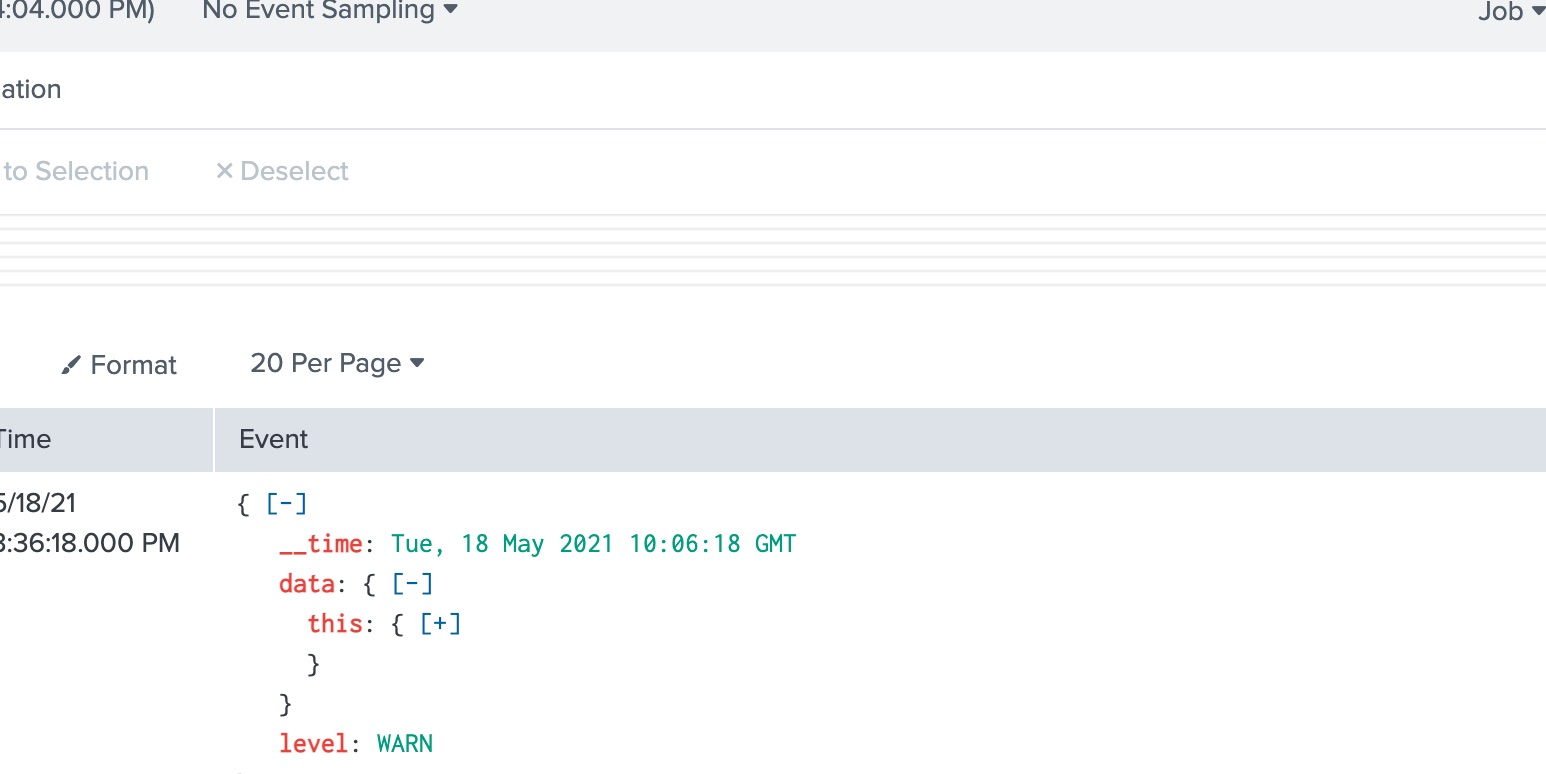 4:04.000 PM) No Event Sampling Job
ation
to Selection × Deselect
Format 20 Per Page
Time Event
5/18/21 { [-]
3:36:18.000 PM __time: Tue, 18 May 2021 10:06:18 GMT
data: { [-]
this: { [+]
}
}
level: WARN